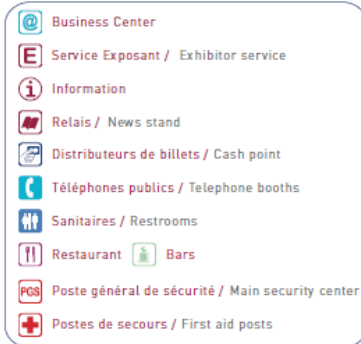 @ Business Center
E Service Exposant / Exhibitor service
i Information
Relais / News stand
Distributeurs de billets / Cash point
Téléphones publics / Telephone booths
Sanitaires / Restrooms
Restaurant Bars
PGS Poste général de sécurité / Main security center
Postes de secours / First aid posts